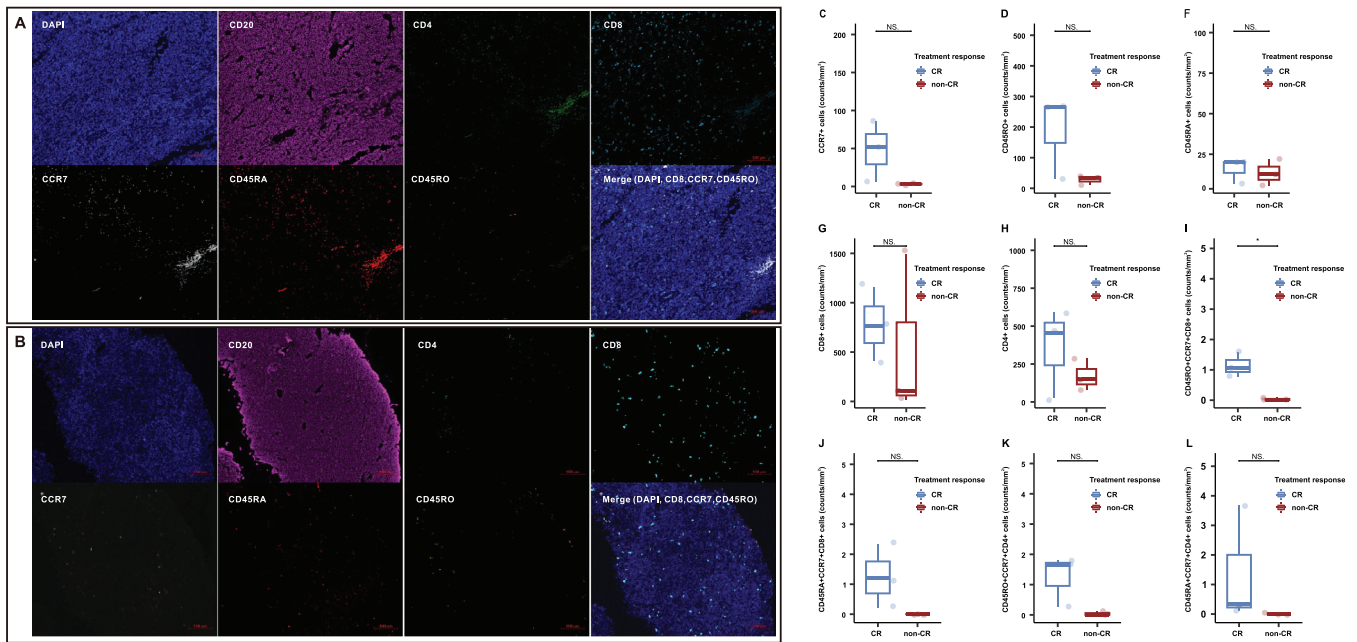 A
DAPI
CD20
CD4
CD8
CCR7
CD45RA
CD45RO
Merge (DAPI, CD8,CCR7,CD45RO)
B
DAPI
CD20
CD4
CD8
CCR7
CD45RA
CD45RO
Merge (DAPI, CD8,CCR7,CD45RO)
C
CCR7+ cells (counts/mm²)
200
150
100
50
0
NS.
Treatment response
CR
non-CR
CR
non-CR
D
CD45RO+ cells (counts/mm²)
500
400
300
200
100
0
NS.
Treatment response
CR
non-CR
CR
non-CR
F
CD45RA+ cells (counts/mm²)
100
75
50
25
0
NS.
Treatment response
CR
non-CR
CR
non-CR
G
CD8+ cells (counts/mm²)
1500
1000
500
0
NS.
Treatment response
CR
non-CR
CR
non-CR
H
CD4+ cells (counts/mm²)
1000
750
500
250
0
NS.
Treatment response
CR
non-CR
CR
non-CR
I
CD45RO+CCR7+CD8+ cells (counts/mm²)
5
4
3
2
1
0
*
Treatment response
CR
non-CR
CR
non-CR
J
CD45RA+CCR7+CD8+ cells (counts/mm²)
5
4
3
2
1
0
NS.
Treatment response
CR
non-CR
CR
non-CR
K
CD45RO+CCR7+CD4+ cells (counts/mm²)
5
4
3
2
1
0
NS.
Treatment response
CR
non-CR
CR
non-CR
L
CD45RA+CCR7+CD4+ cells (counts/mm²)
5
4
3
2
1
0
NS.
Treatment response
CR
non-CR
CR
non-CR